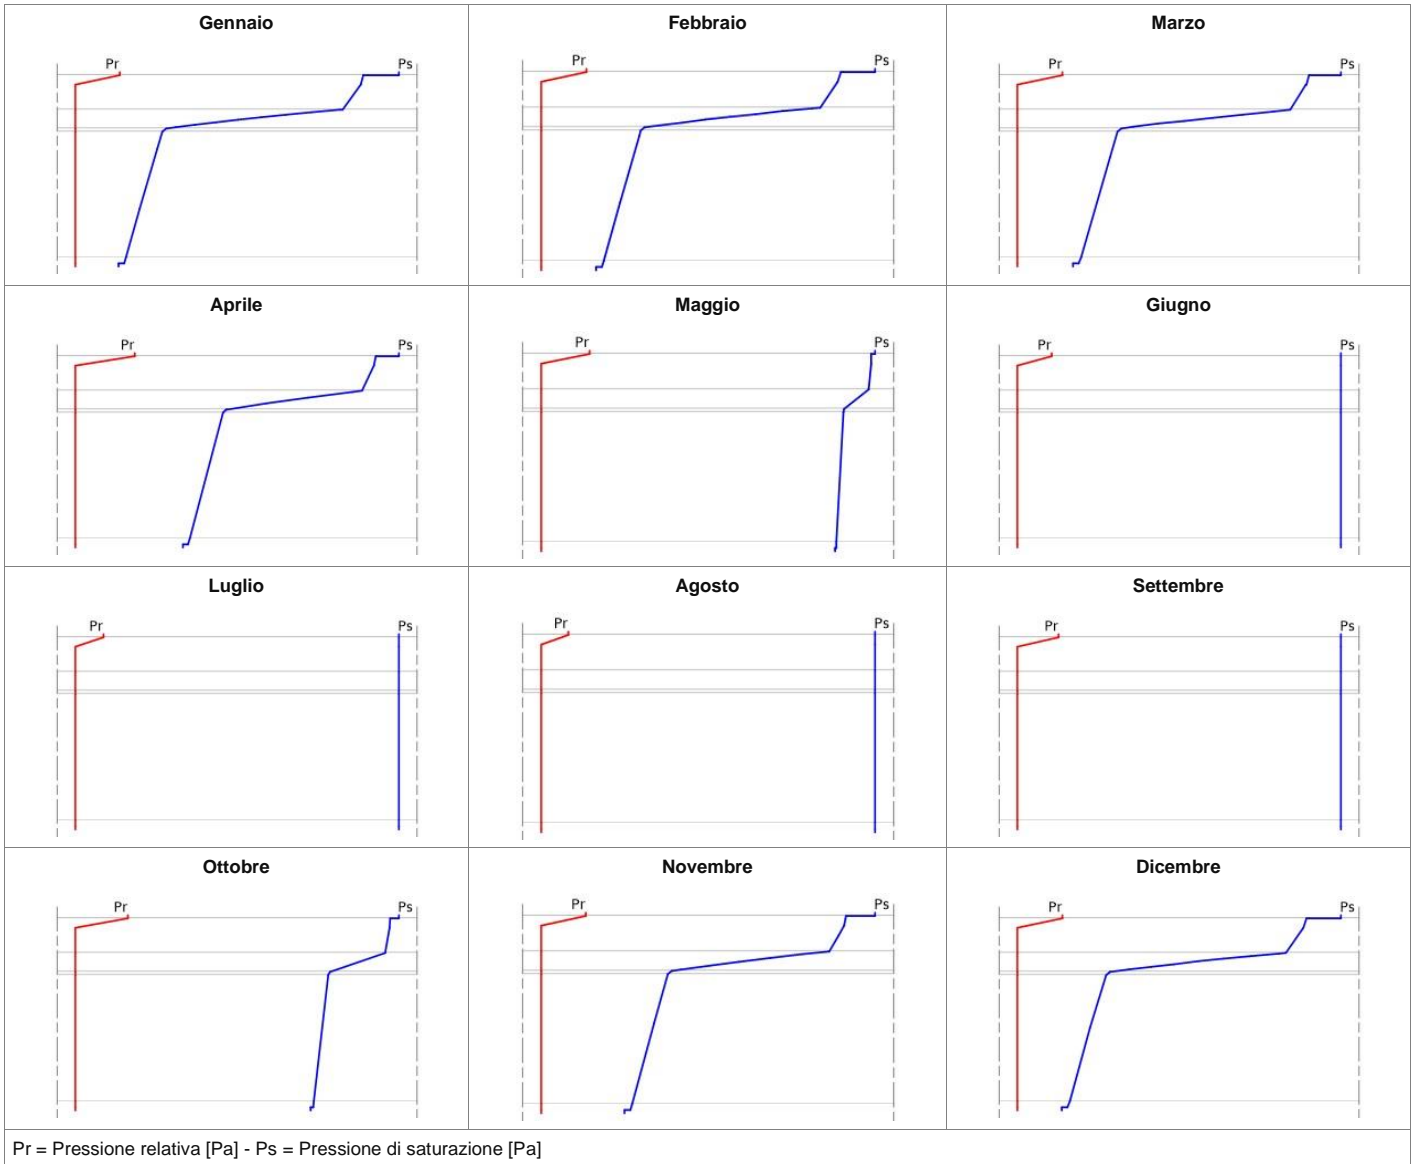 Gennaio Febbraio Marzo
Pr Ps Pr Ps Pr Ps
Aprile Maggio Giugno
Pr Ps Pr Ps Pr Ps
Luglio Agosto Settembre
Pr Ps Pr Ps Pr Ps
Ottobre Novembre Dicembre
Pr Ps Pr Ps Pr Ps
Pr = Pressione relativa [Pa] - Ps = Pressione di saturazione [Pa]